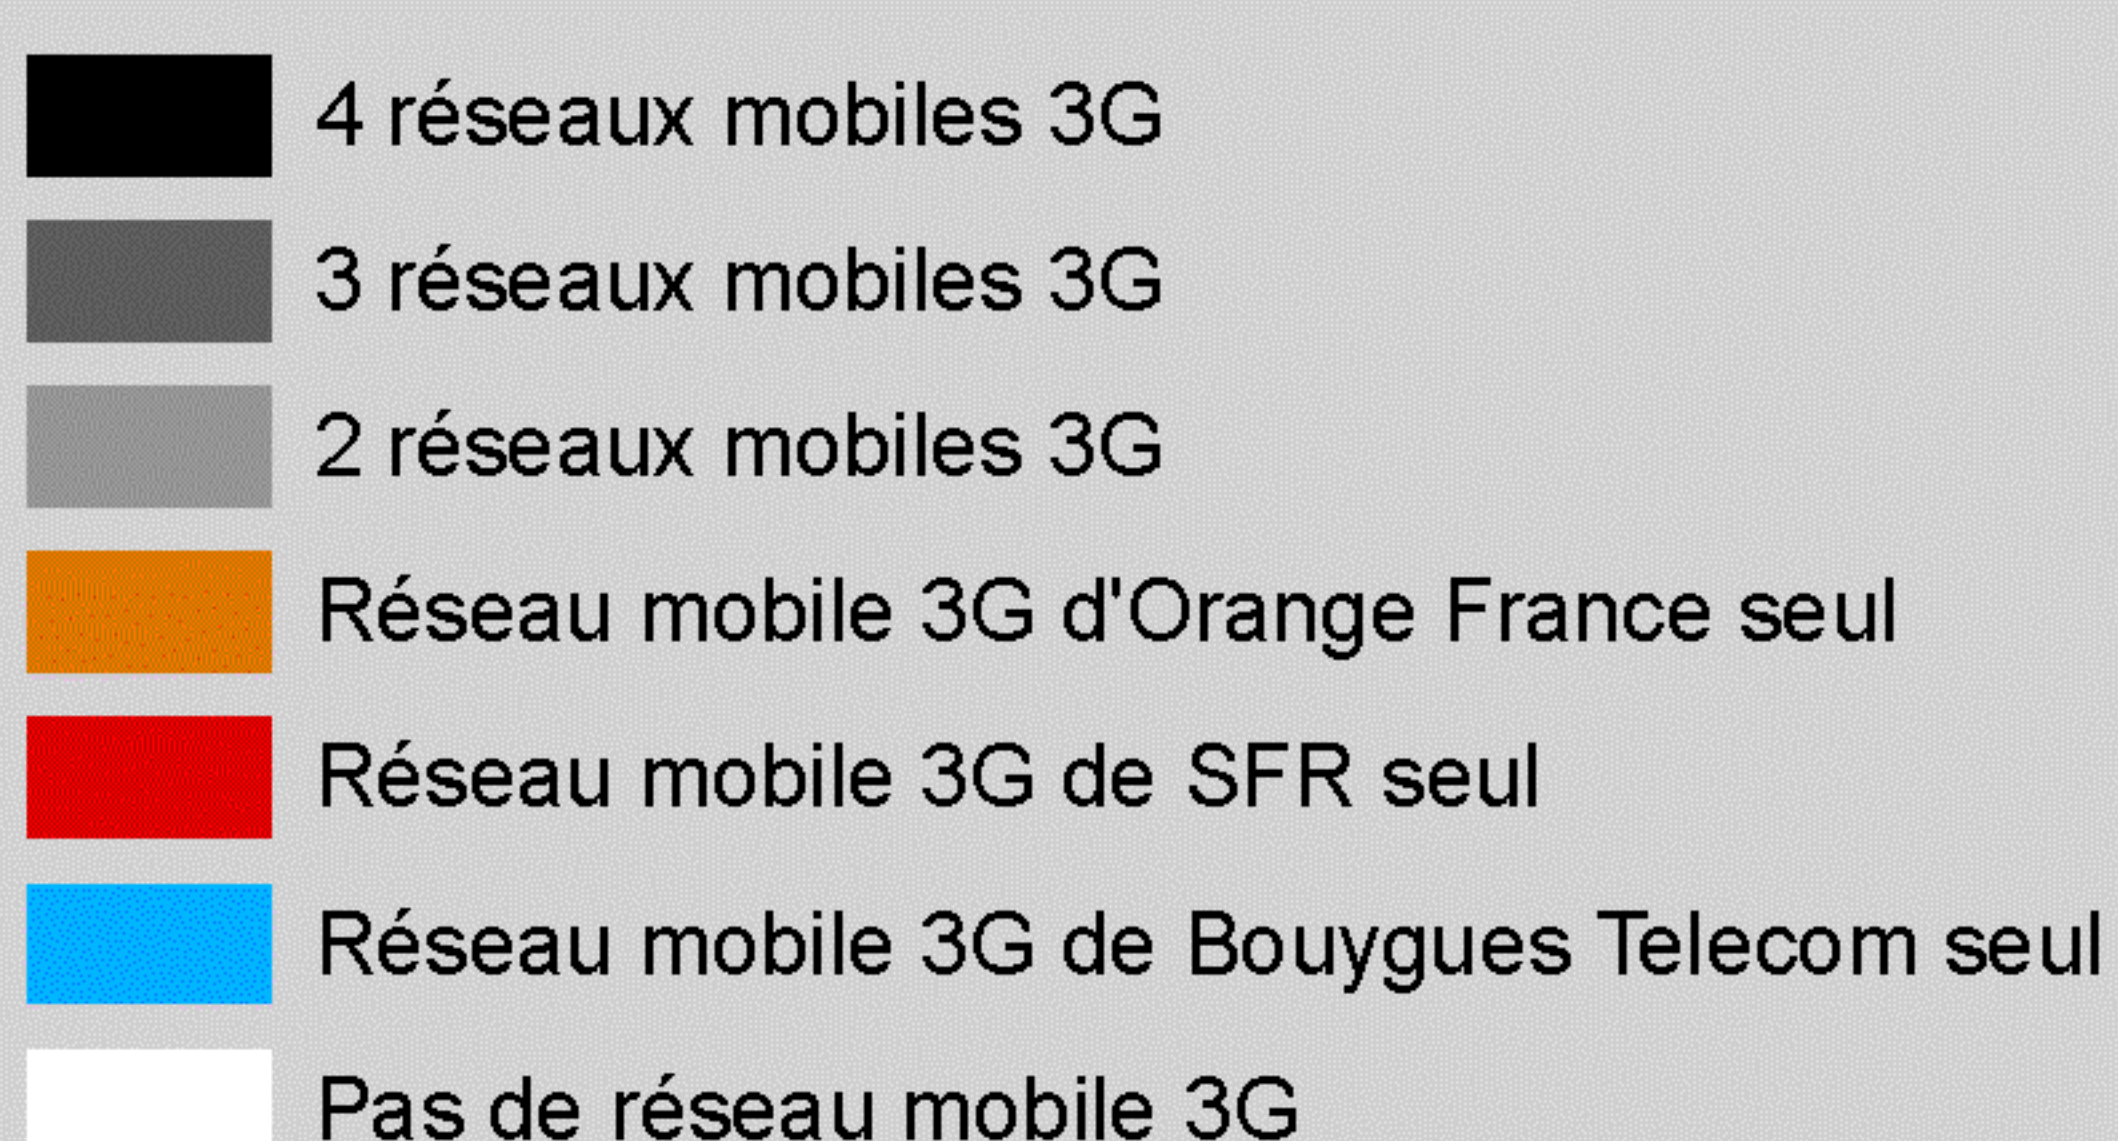 4 réseaux mobiles 3G
3 réseaux mobiles 3G
2 réseaux mobiles 3G
Réseau mobile 3G d'Orange France seul
Réseau mobile 3G de SFR seul
Réseau mobile 3G de Bouygues Telecom seul
Pas de réseau mobile 3G